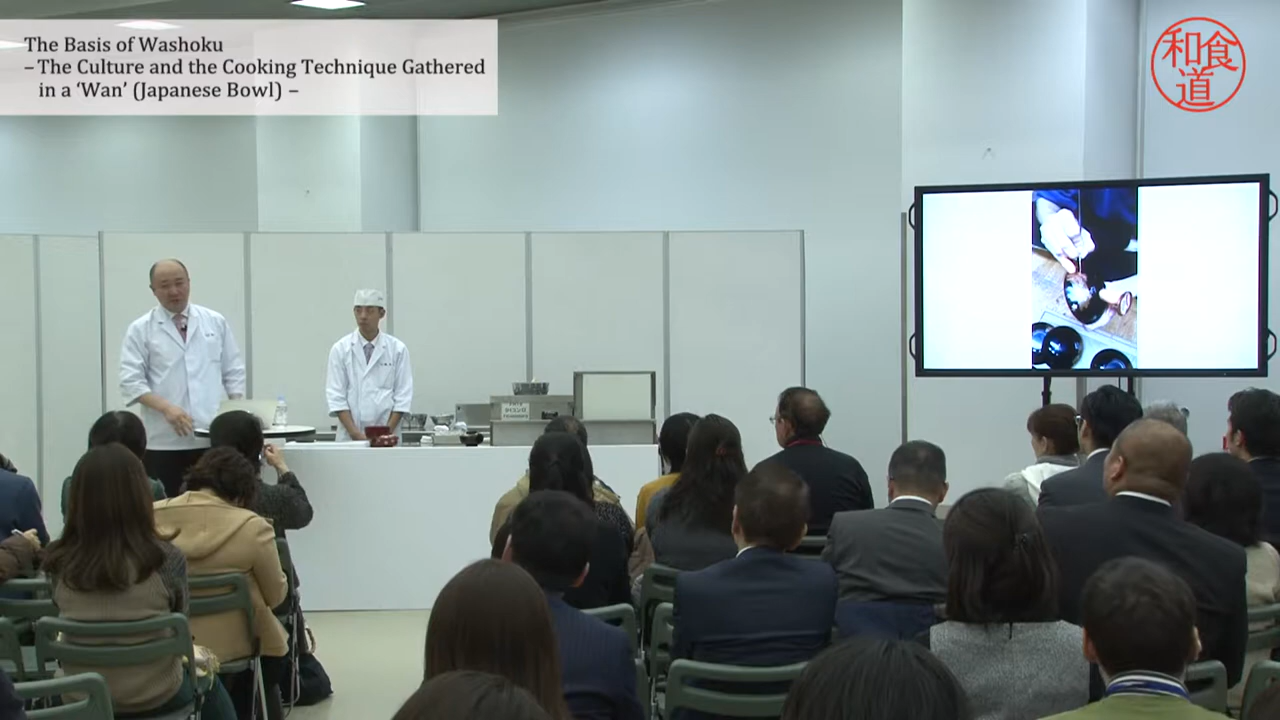 The Basis of Washoku
– The Culture and the Cooking Technique Gathered
in a ‘Wan’ (Japanese Bowl) –
和食
道